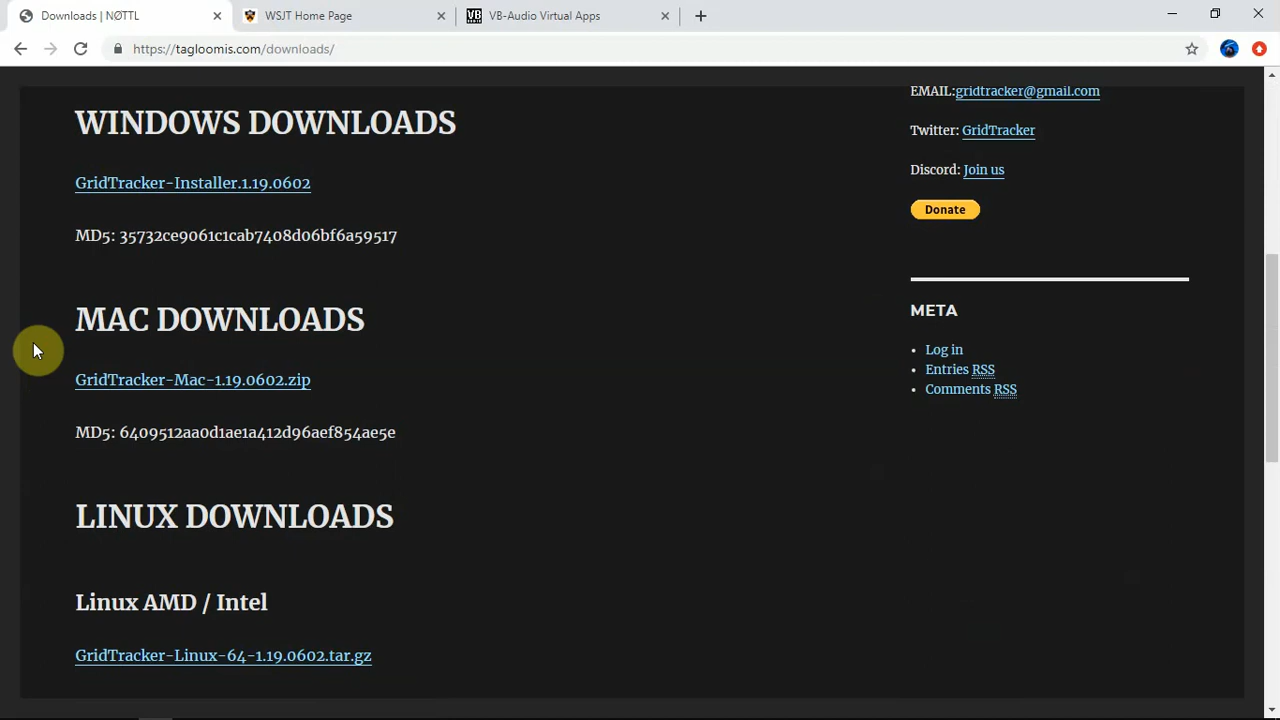 Downloads | NØTTL
WSJT Home Page
VB-Audio Virtual Apps
https://tagloomis.com/downloads/
WINDOWS DOWNLOADS
GridTracker-Installer.1.19.0602
MD5: 35732ce9061c1cab7408d06bf6a59517
MAC DOWNLOADS
GridTracker-Mac-1.19.0602.zip
MD5: 6409512aa0d1ae1a412d96aef854ae5e
LINUX DOWNLOADS
Linux AMD / Intel
GridTracker-Linux-64-1.19.0602.tar.gz
EMAIL:gridtracker@gmail.com
Twitter: GridTracker
Discord: Join us
Donate
META
Log in
Entries RSS
Comments RSS